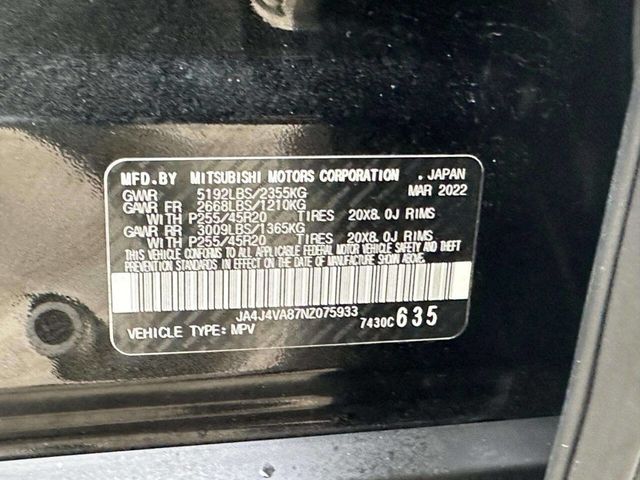 MFD.BY MITSUBISHI MOTORS CORPORATION . JAPAN
GVWR 5192LBS/2355KG MAR 2022
GAWR FR 2668LBS/1210KG
WITH P255/45R20 TIRES 20X8.0J RIMS
GAWR RR 3009LBS/1365KG
WITH P255/45R20 TIRES 20X8.0J RIMS
THIS VEHICLE CONFORMS TO ALL APPLICABLE FEDERAL MOTOR VEHICLE SAFETY AND THEFT
PREVENTION STANDARDS IN EFFECT ON THE DATE OF MANUFACTURE SHOWN ABOVE.
JA4J4VA87NZ075933
VEHICLE TYPE: MPV 7430C 635